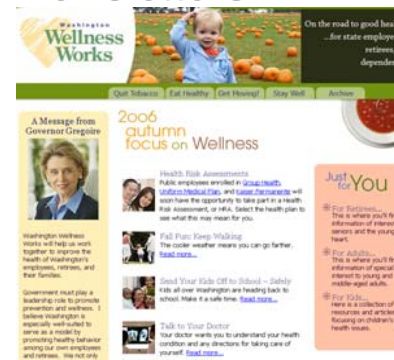 Washington
Wellness
Works
On the road to good heal
...for state employe
retirees,
depende
Quit Tobacco
Eat Healthy
Get Moving!
Stay Well
Archive
A Message from
Governor Gregoire
Washington Wellness
Works will help us work
together to improve the
health of Washington's
employees, retirees, and
their families.
Government must play a
leadership role to promote
prevention and wellness. I
believe Washington is
especially well-suited to
serve as a model by
promoting healthy behavior
among our own employees
and retirees. We not only
2006
autumn
focus on Wellness
Health Risk Assessments
Public employees enrolled in Group Health,
Uniform Medical Plan, and Kaiser Permanente will
soon have the opportunity to take part in a Health
Risk Assessment, or HRA. Select the health plan to
see what this may mean for you.
Fall Fun: Keep Walking
The cooler weather means you can go farther.
Read more...
Send Your Kids Off to School – Safely
Kids all over Washington are heading back to
school. Make it a safe time. Read more...
Talk to Your Doctor
Your doctor wants you to understand your health
condition and any directions for taking care of
yourself. Read more...
Just
for You
For Retirees...
This is where you'll fi
information of interes
seniors and the young
heart.
For Adults...
This is where you'll fi
information of special
interest to young and
middle-aged adults.
For Kids...
Here is a collection of
resources and articles
focusing on children's
health issues.